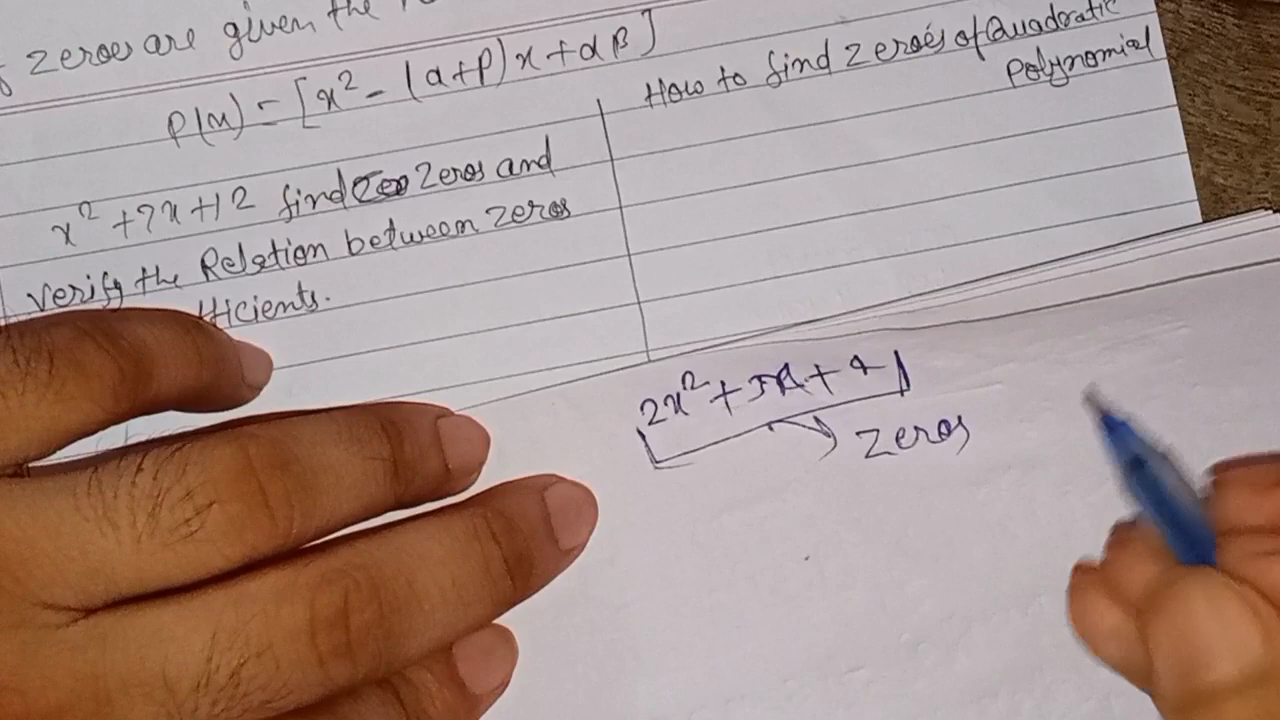 zeroes are given the
P(x) = [x² - (α+β)x + αβ]
x² + 7x + 12 find zeros and
verify the Relation between zeros
fficients.
How to find zeroes of Quadratic
Polynomial
2x² + 5x + 4
zeros